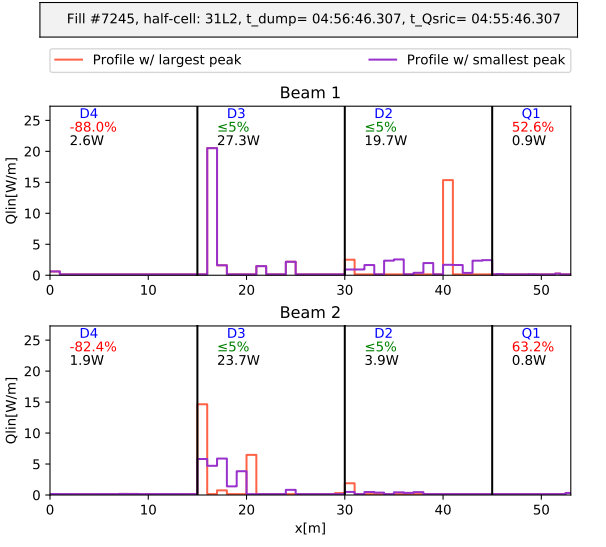 Fill #7245, half-cell: 31L2, t_dump= 04:56:46.307, t_Qsric= 04:55:46.307
Profile w/ largest peak Profile w/ smallest peak
Beam 1
D4 D3 D2 Q1
-88.0% ≤5% ≤5% 52.6%
2.6W 27.3W 19.7W 0.9W
Qlin[W/m]
25
20
15
10
5
0
0 10 20 30 40 50
Beam 2
D4 D3 D2 Q1
-82.4% ≤5% ≤5% 63.2%
1.9W 23.7W 3.9W 0.8W
Qlin[W/m]
25
20
15
10
5
0
0 10 20 30 40 50
x[m]